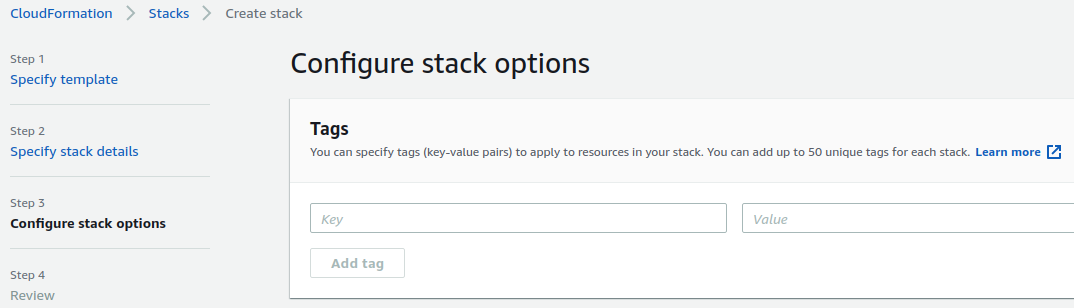 CloudFormation > Stacks > Create stack
Step 1
Specify template
Step 2
Specify stack details
Step 3
Configure stack options
Step 4
Review
Configure stack options
Tags
You can specify tags (key-value pairs) to apply to resources in your stack. You can add up to 50 unique tags for each stack. Learn more
Key Value
Add tag